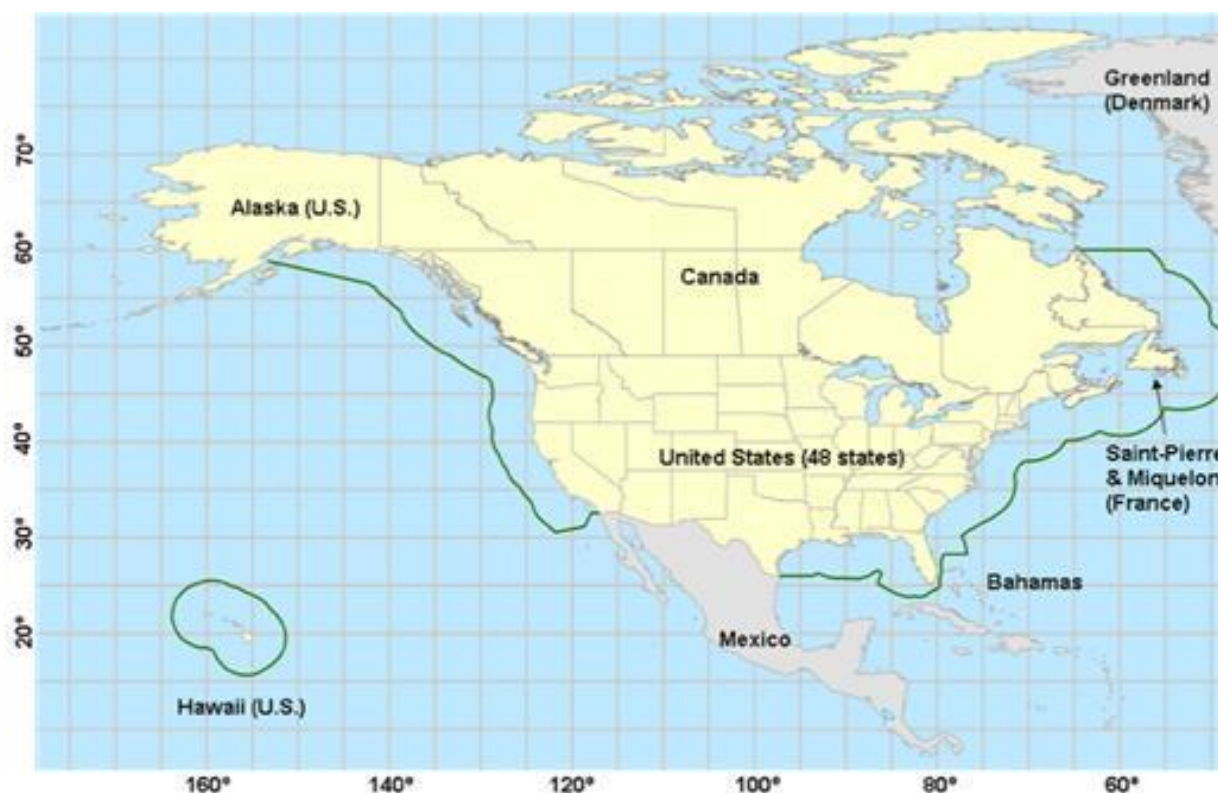 Greenland
(Denmark)
70°
Alaska (U.S.)
60°
Canada
50°
40°
United States (48 states)
Saint-Pierre
& Miquelon
(France)
30°
Bahamas
20°
Mexico
Hawaii (U.S.)
160° 140° 120° 100° 80° 60°